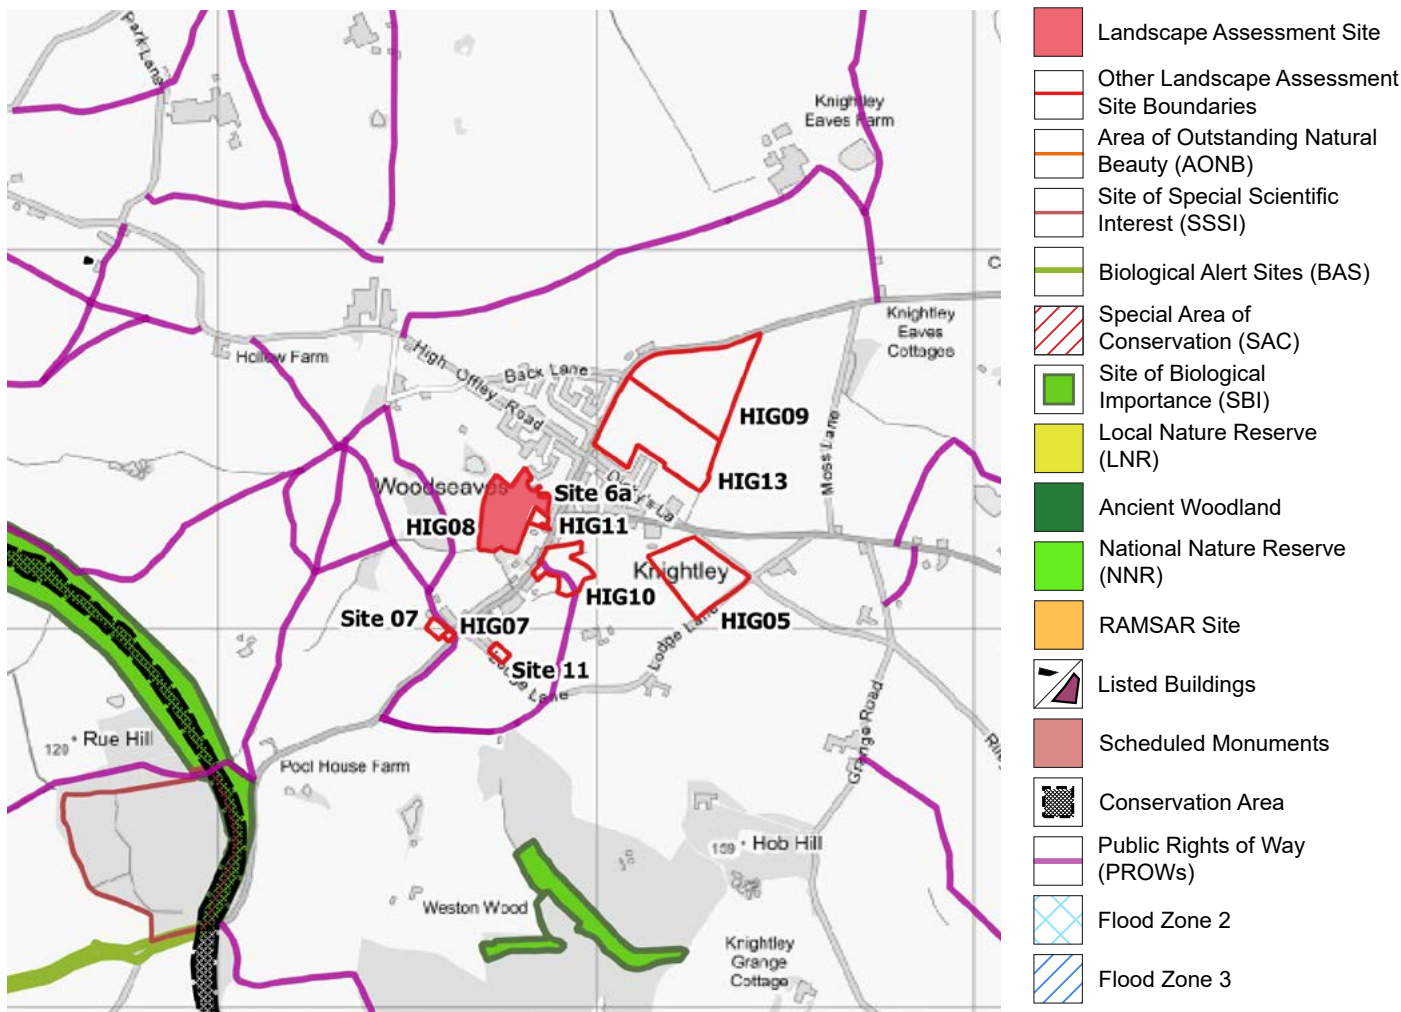 Park Lane
Knightley
Eaves Farm
Knightley
Eaves
Cottages
Hollow Farm
High Offley Road
Back Lane
HIG09
Moss Lane
HIG13
Woodseaves
Site 6a
HIG08
HIG11
Knightley
HIG10
HIG05
Site 07
HIG07
Site 11
Lodge Lane
Lodge Lane
120 Rue Hill
Pool House Farm
Grange Road
159 Hob Hill
Weston Wood
Knightley
Grange
Cottage
Landscape Assessment Site
Other Landscape Assessment
Site Boundaries
Area of Outstanding Natural
Beauty (AONB)
Site of Special Scientific
Interest (SSSI)
Biological Alert Sites (BAS)
Special Area of
Conservation (SAC)
Site of Biological
Importance (SBI)
Local Nature Reserve
(LNR)
Ancient Woodland
National Nature Reserve
(NNR)
RAMSAR Site
Listed Buildings
Scheduled Monuments
Conservation Area
Public Rights of Way
(PROWs)
Flood Zone 2
Flood Zone 3